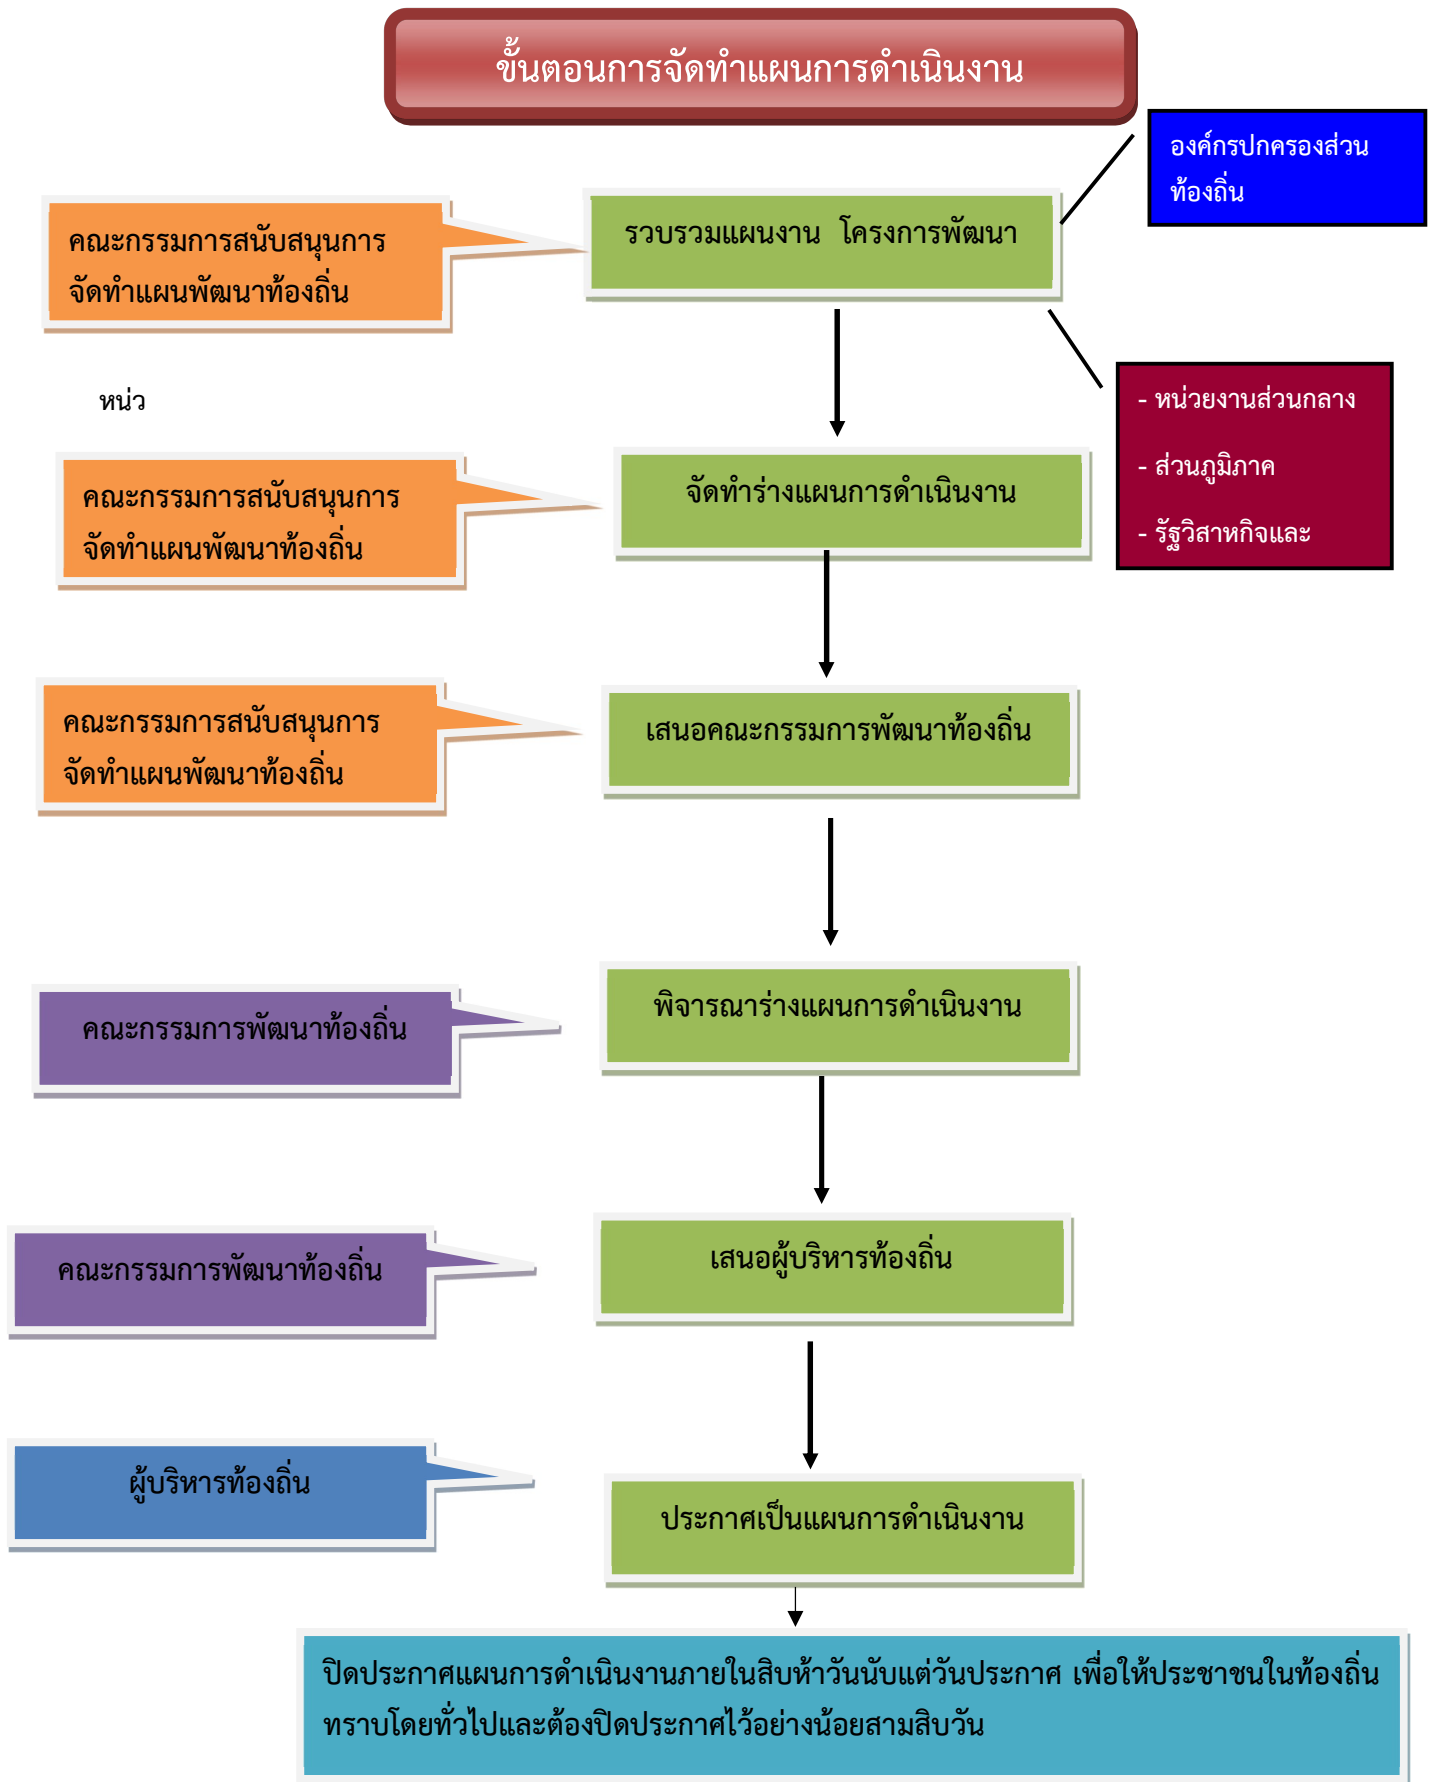 ขั้นตอนการจัดทำแผนการดำเนินงาน
องค์กรปกครองส่วน
ท้องถิ่น
คณะกรรมการสนับสนุนการ
จัดทำแผนพัฒนาท้องถิ่น
รวบรวมแผนงาน โครงการพัฒนา
หน่ว
- หน่วยงานส่วนกลาง
- ส่วนภูมิภาค
- รัฐวิสาหกิจและ
คณะกรรมการสนับสนุนการ
จัดทำแผนพัฒนาท้องถิ่น
จัดทำร่างแผนการดำเนินงาน
คณะกรรมการสนับสนุนการ
จัดทำแผนพัฒนาท้องถิ่น
เสนอคณะกรรมการพัฒนาท้องถิ่น
คณะกรรมการพัฒนาท้องถิ่น
พิจารณาร่างแผนการดำเนินงาน
คณะกรรมการพัฒนาท้องถิ่น
เสนอผู้บริหารท้องถิ่น
ผู้บริหารท้องถิ่น
ประกาศเป็นแผนการดำเนินงาน
ปิดประกาศแผนการดำเนินงานภายในสิบห้าวันนับแต่วันประกาศ เพื่อให้ประชาชนในท้องถิ่น
ทราบโดยทั่วไปและต้องปิดประกาศไว้อย่างน้อยสามสิบวัน